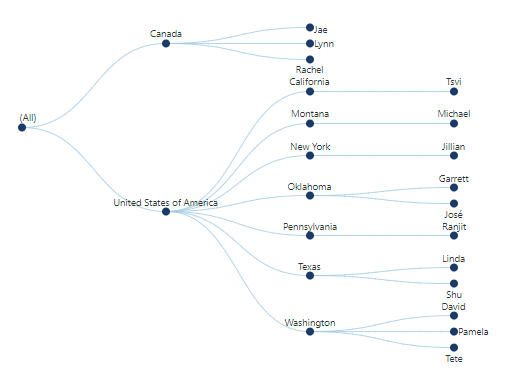 (All)
Canada
Jae
Lynn
Rachel
United States of America
California
Tsvi
Montana
Michael
New York
Jillian
Oklahoma
Garrett
José
Pennsylvania
Ranjit
Texas
Linda
Shu
Washington
David
Pamela
Tete